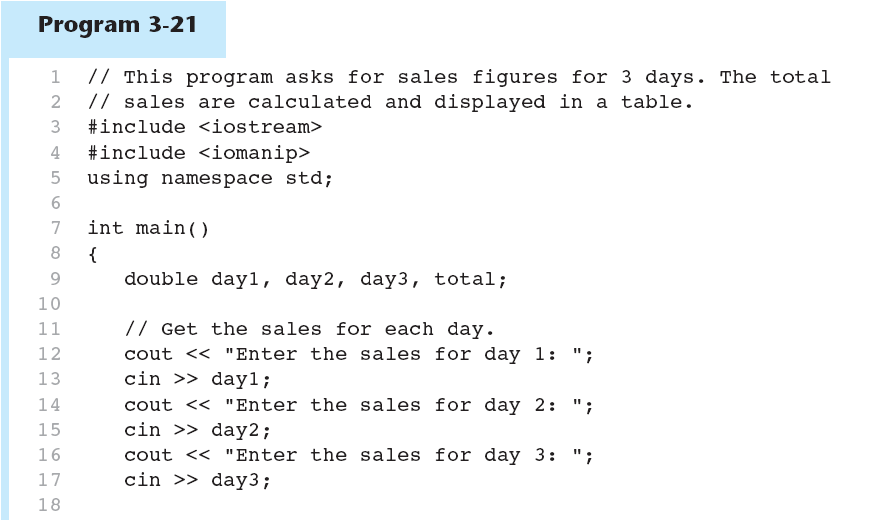 Program 3-21
1 // This program asks for sales figures for 3 days. The total
2 // sales are calculated and displayed in a table.
3 #include <iostream>
4 #include <iomanip>
5 using namespace std;
6
7 int main()
8 {
9 double day1, day2, day3, total;
10
11 // Get the sales for each day.
12 cout << "Enter the sales for day 1: ";
13 cin >> day1;
14 cout << "Enter the sales for day 2: ";
15 cin >> day2;
16 cout << "Enter the sales for day 3: ";
17 cin >> day3;
18